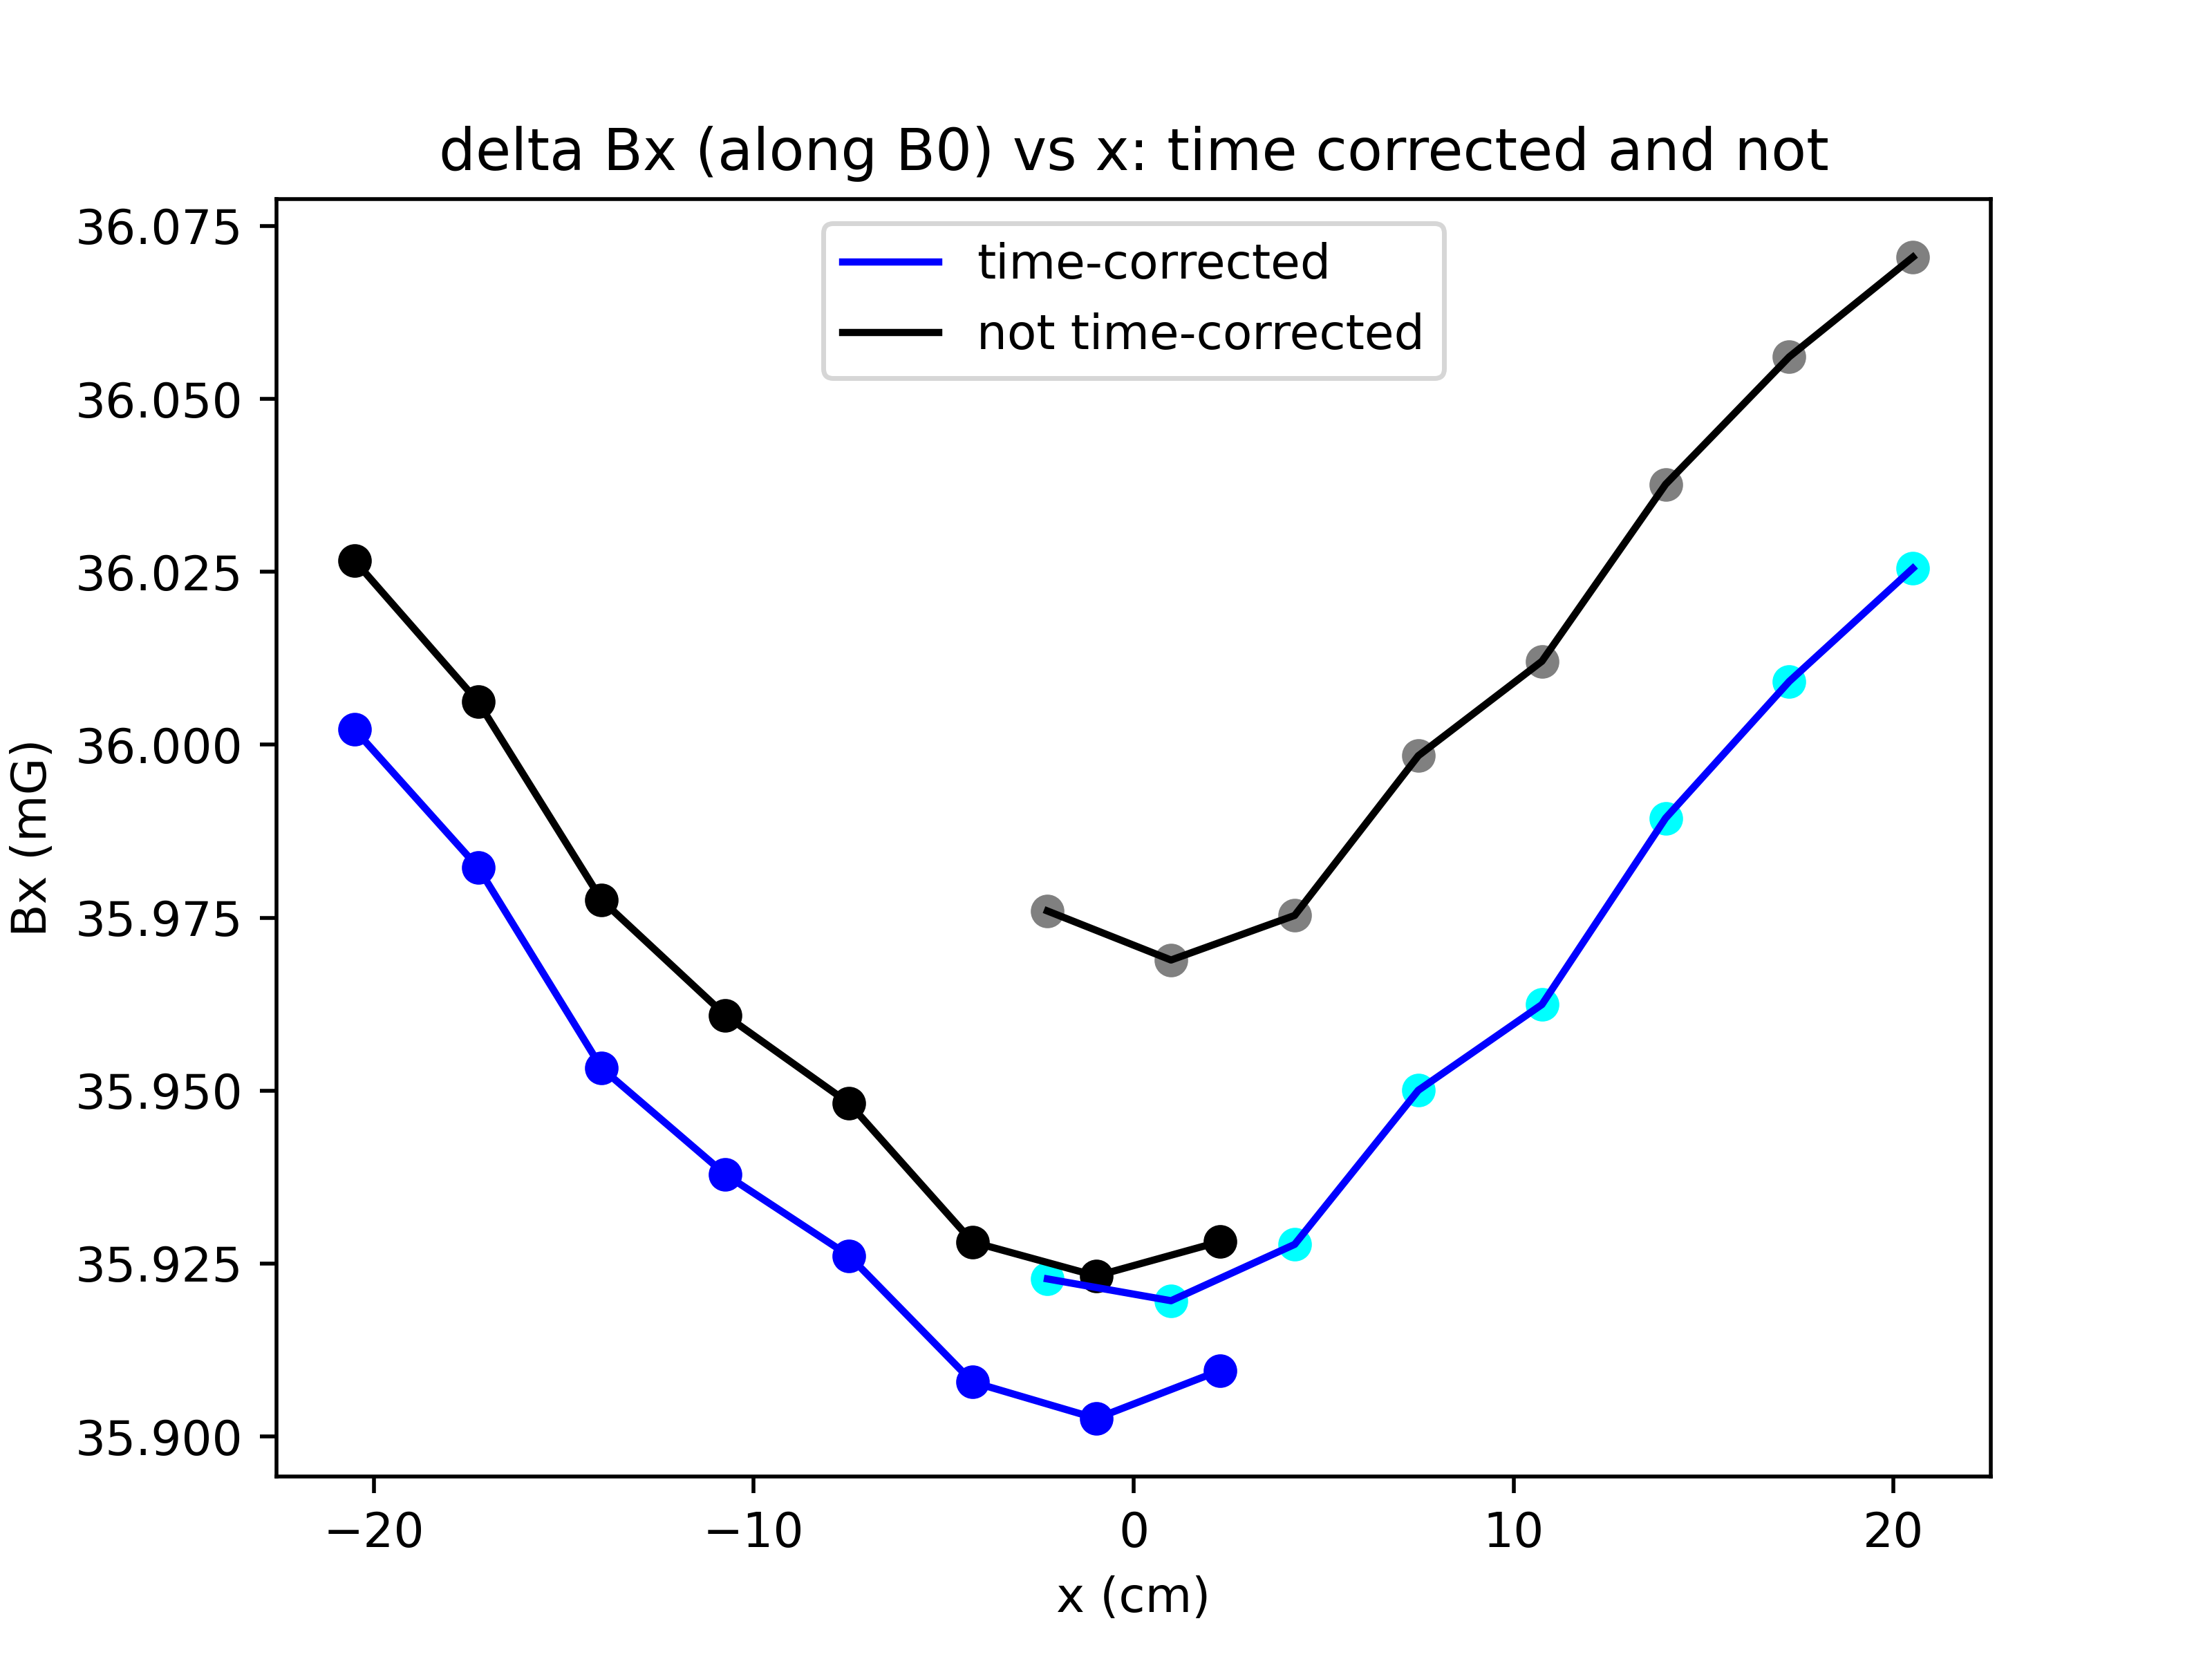 delta Bx (along B0) vs x: time corrected and not
time-corrected
not time-corrected
36.075
36.050
36.025
36.000
35.975
35.950
35.925
35.900
Bx (mG)
−20
−10
0
10
20
x (cm)